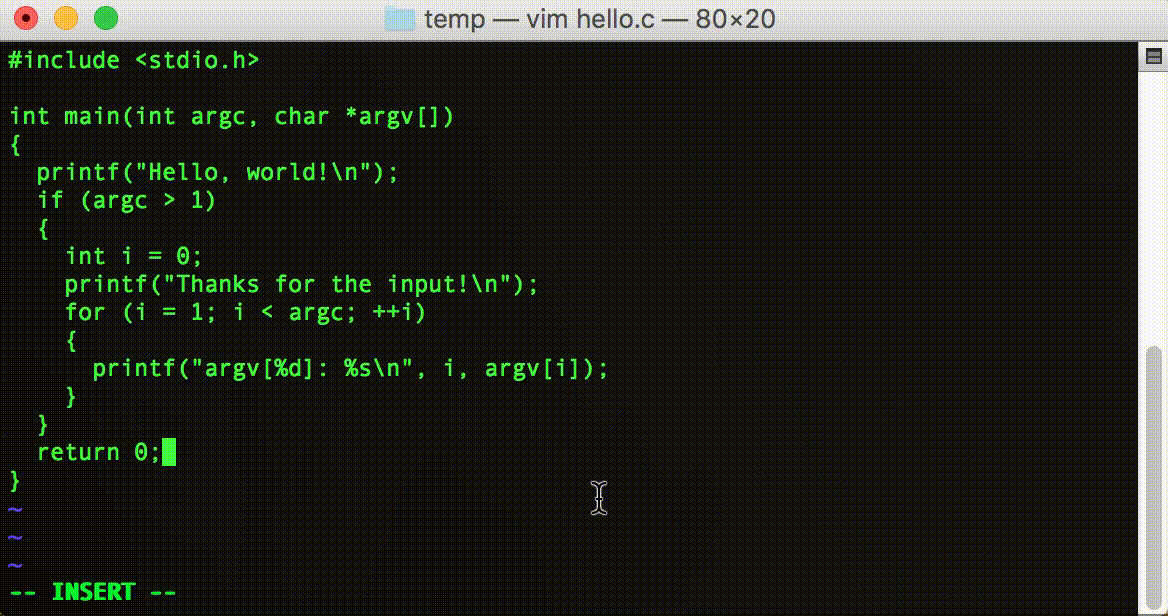 temp — vim hello.c — 80×20
#include <stdio.h>

int main(int argc, char *argv[])
{
  printf("Hello, world!\n");
  if (argc > 1)
  {
    int i = 0;
    printf("Thanks for the input!\n");
    for (i = 1; i < argc; ++i)
    {
      printf("argv[%d]: %s\n", i, argv[i]);
    }
  }
  return 0;
}
~
~
~
-- INSERT --